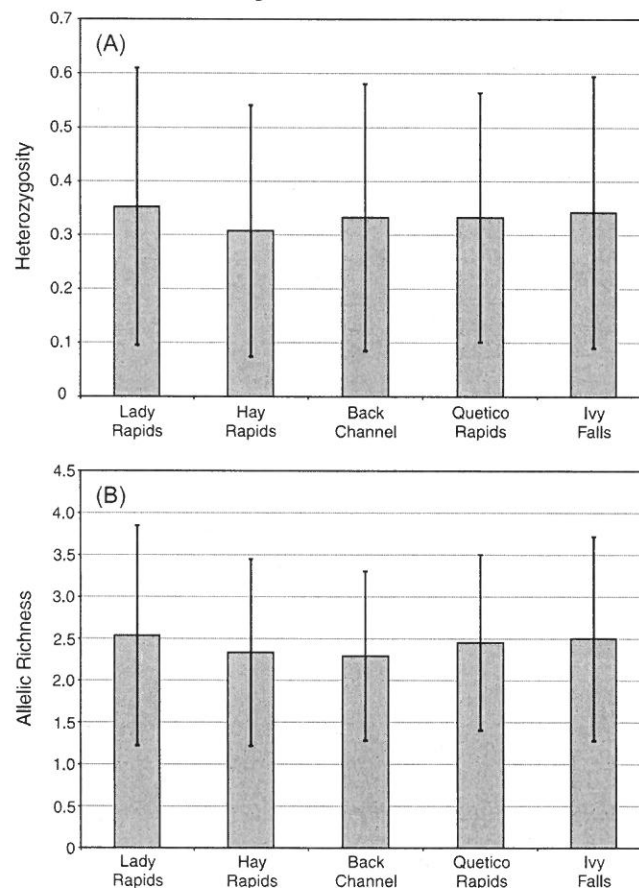 (A)
0.7
0.6
0.5
0.4
0.3
0.2
0.1
0
Heterozygosity
Lady Rapids
Hay Rapids
Back Channel
Quetico Rapids
Ivy Falls
(B)
4.5
4.0
3.5
3.0
2.5
2.0
1.5
1.0
0.5
0
Allelic Richness
Lady Rapids
Hay Rapids
Back Channel
Quetico Rapids
Ivy Falls